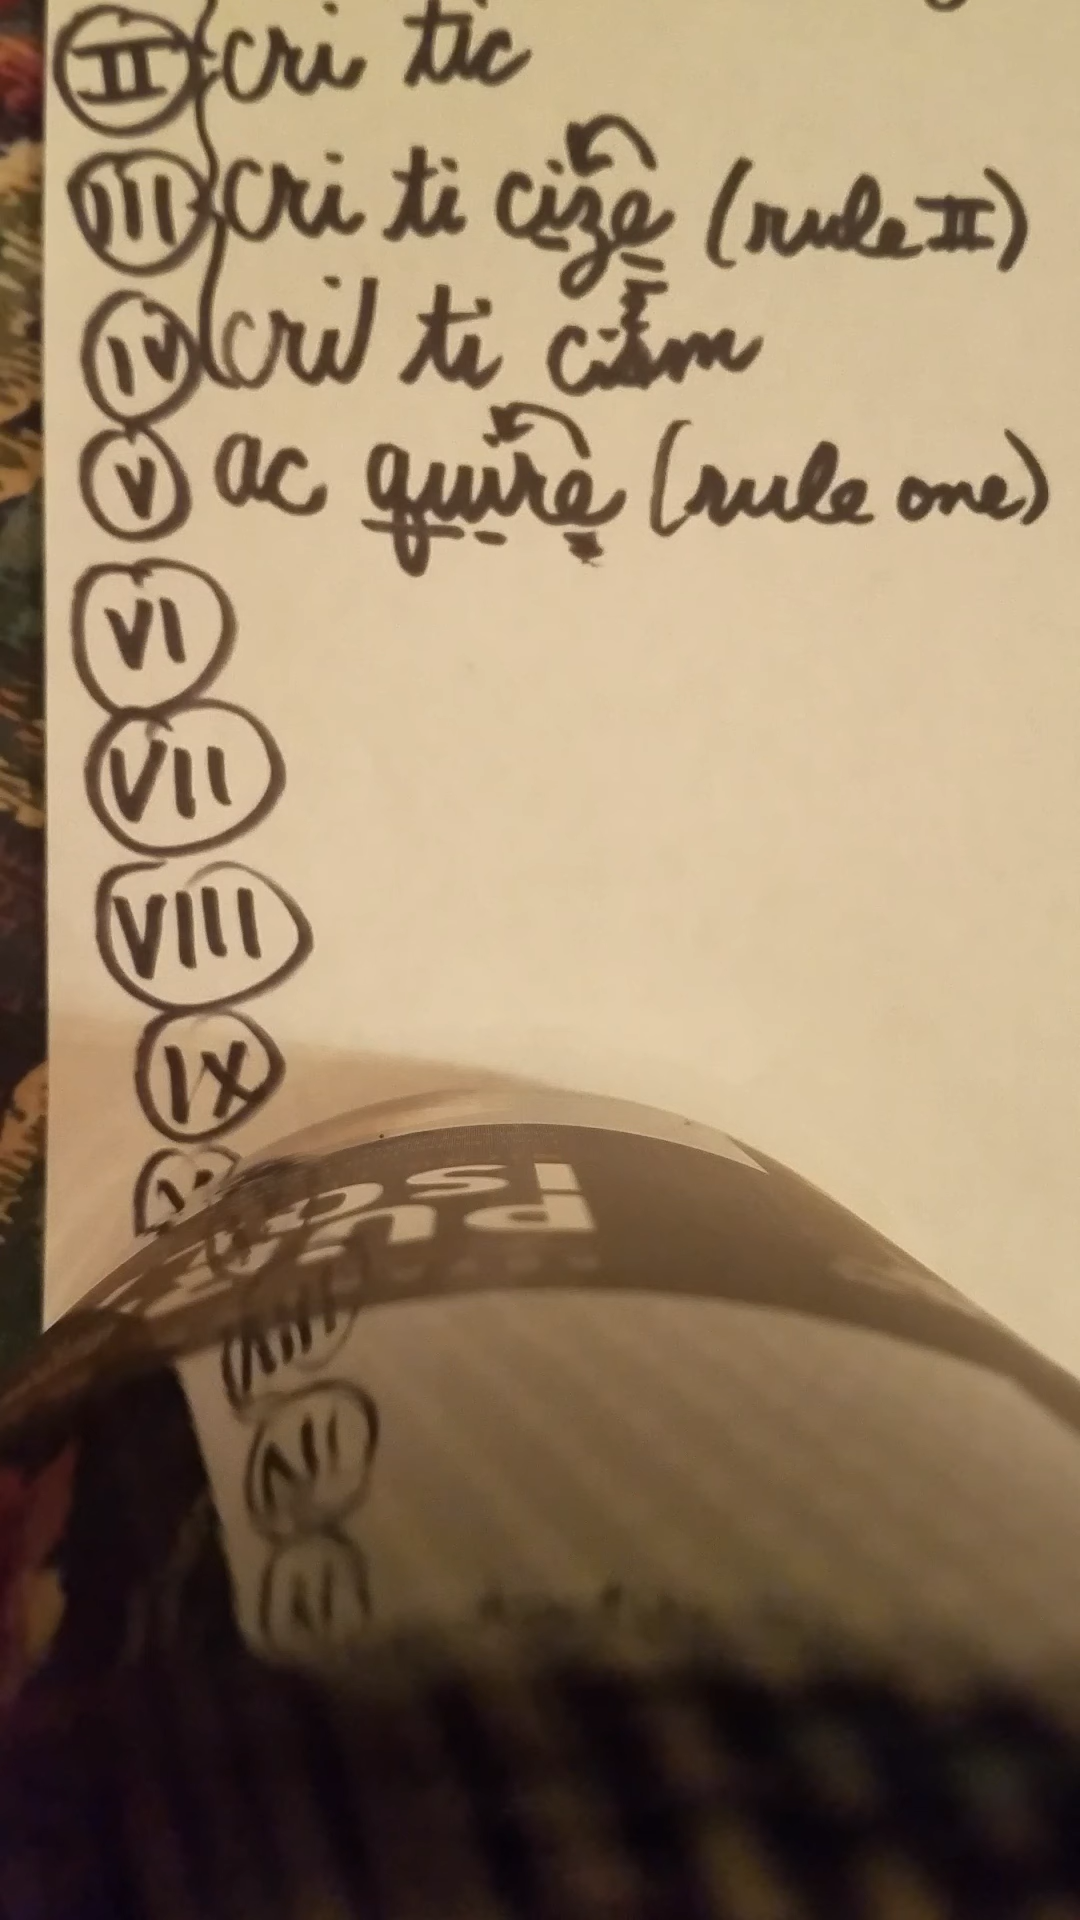 II cri tic
III cri ti cize (rule II)
IV cri ti cism
V ac quire (rule one)
VI
VII
VIII
IX